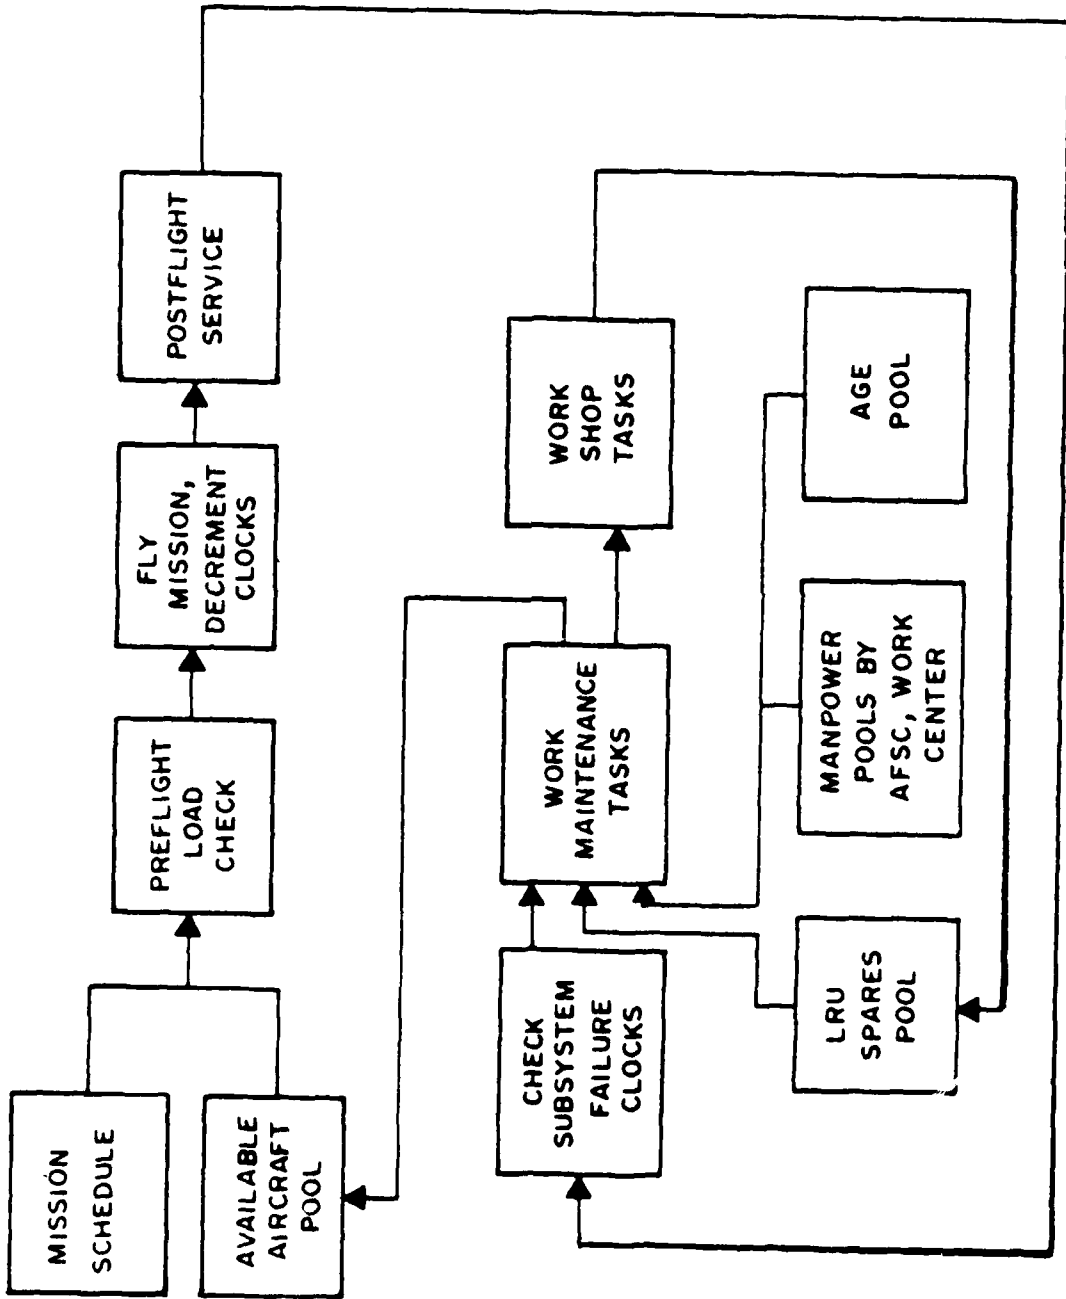 MISSION
SCHEDULE
AVAILABLE
AIRCRAFT
POOL
PREFLIGHT
LOAD
CHECK
FLY
MISSION,
DECREMENT
CLOCKS
POSTFLIGHT
SERVICE
CHECK
SUBSYSTEM
FAILURE
CLOCKS
WORK
MAINTENANCE
TASKS
WORK
SHOP
TASKS
LRU
SPARES
POOL
MANPOWER
POOLS BY
AFSC, WORK
CENTER
AGE
POOL